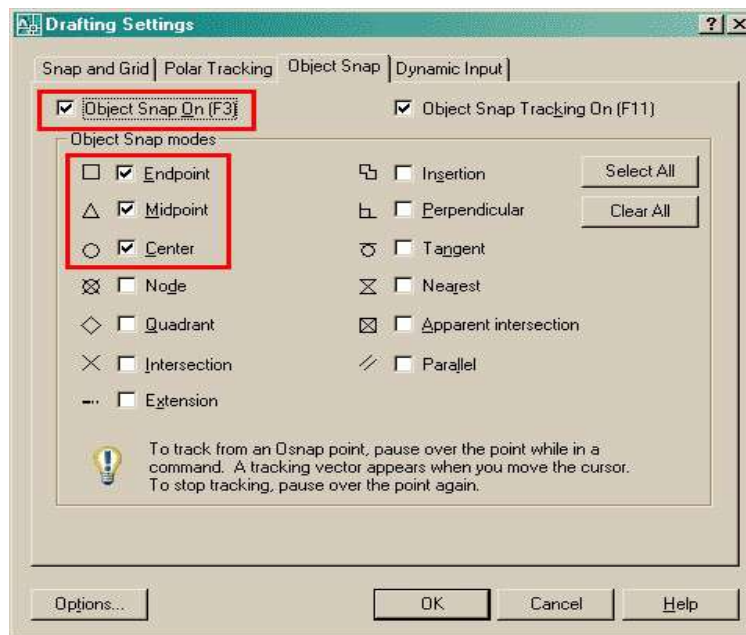 Drafting Settings
Snap and Grid Polar Tracking Object Snap Dynamic Input
Object Snap On (F3) Object Snap Tracking On (F11)
Object Snap modes
Endpoint Insertion Select All
Midpoint Perpendicular Clear All
Center Tangent
Node Nearest
Quadrant Apparent intersection
Intersection Parallel
Extension
To track from an Osnap point, pause over the point while in a
command. A tracking vector appears when you move the cursor.
To stop tracking, pause over the point again.
Options... OK Cancel Help